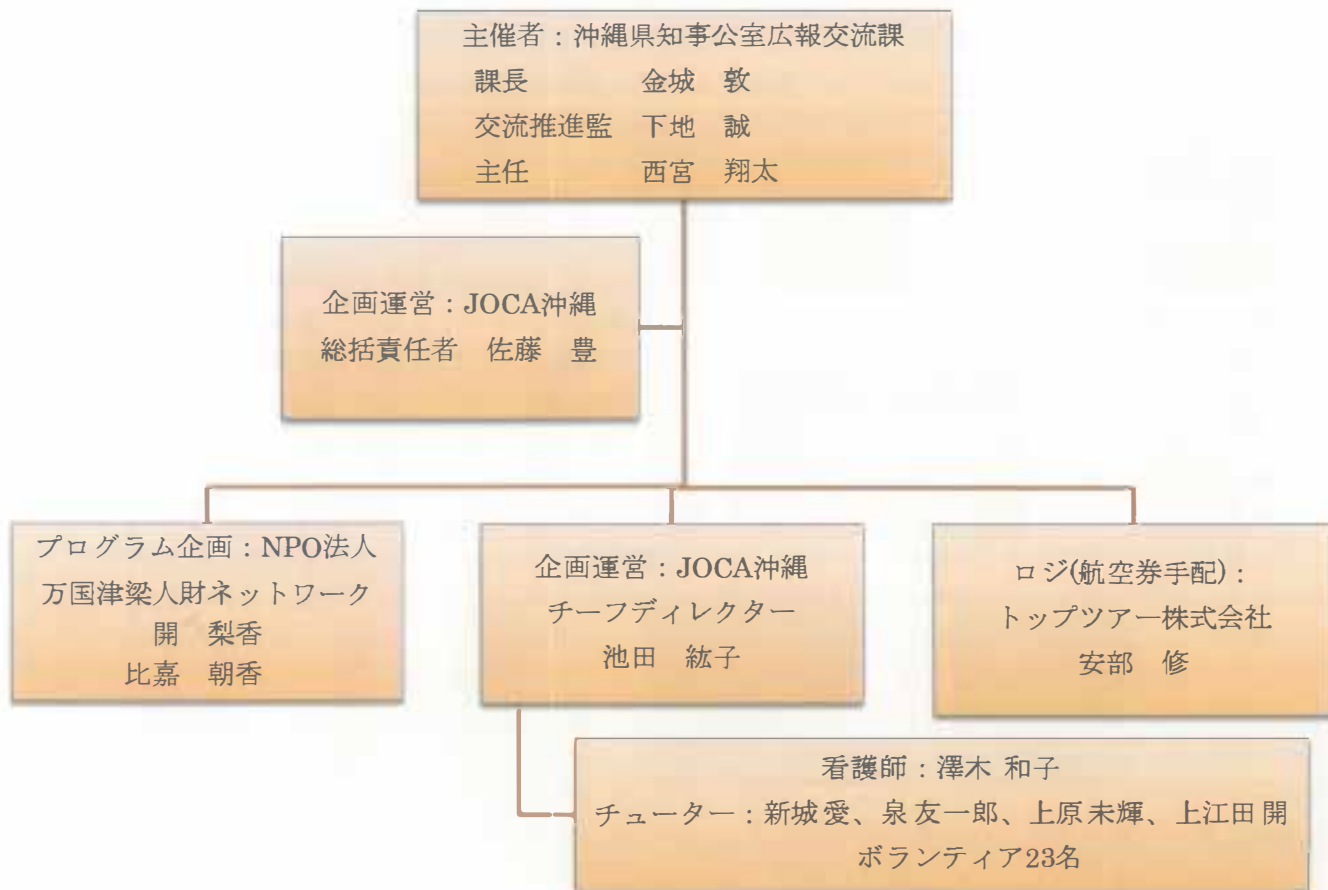 主催者：沖縄県知事公室広報交流課
課長　金城　敦
交流推進監　下地　誠
主任　西宮　翔太
企画運営：JOCA沖縄
総括責任者　佐藤　豊
プログラム企画：NPO法人
万国津梁人財ネットワーク
開　梨香
比嘉　朝香
企画運営：JOCA沖縄
チーフディレクター
池田　紘子
ロジ(航空券手配)：
トップツアー株式会社
安部　修
看護師：澤木 和子
チューター：新城 愛、泉 友一郎、上原 未輝、上江田 開
ボランティア23名